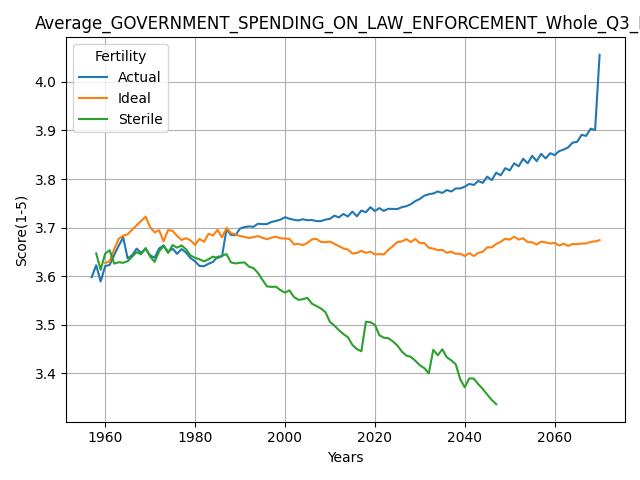 Average_GOVERNMENT_SPENDING_ON_LAW_ENFORCEMENT_Whole_Q3_
Fertility
Actual
Ideal
Sterile
Score(1-5)
4.0
3.9
3.8
3.7
3.6
3.5
3.4
1960 1980 2000 2020 2040 2060
Years